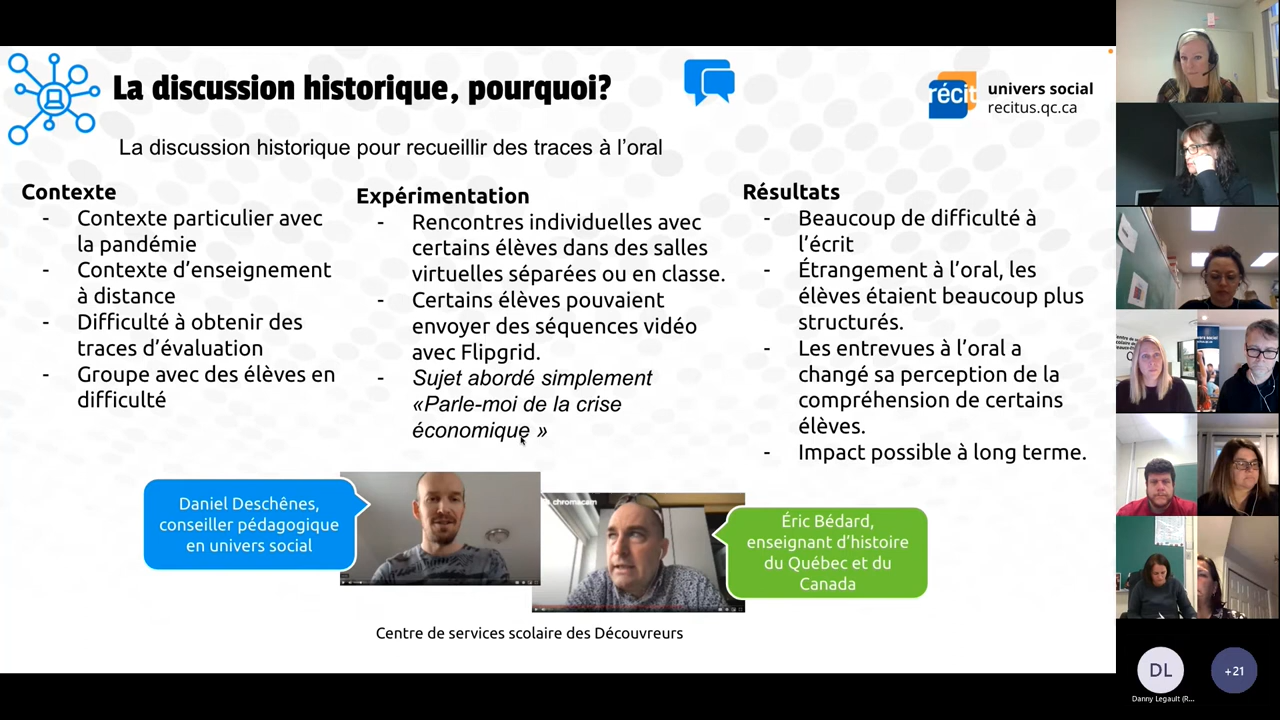 La discussion historique, pourquoi?
récit
univers social
recitus.qc.ca
La discussion historique pour recueillir des traces à l'oral
Contexte
- Contexte particulier avec
la pandémie
- Contexte d'enseignement
à distance
- Difficulté à obtenir des
traces d'évaluation
- Groupe avec des élèves en
difficulté
Expérimentation
- Rencontres individuelles avec
certains élèves dans des salles
virtuelles séparées ou en classe.
- Certains élèves pouvaient
envoyer des séquences vidéo
avec Flipgrid.
- Sujet abordé simplement
«Parle-moi de la crise
économique »
Résultats
- Beaucoup de difficulté à
l'écrit
- Étrangement à l'oral, les
élèves étaient beaucoup plus
structurés.
- Les entrevues à l'oral a
changé sa perception de la
compréhension de certains
élèves.
- Impact possible à long terme.
Daniel Deschênes,
conseiller pédagogique
en univers social
chromacam
Éric Bédard,
enseignant d'histoire
du Québec et du
Canada
Centre de services scolaire des Découvreurs
DL
+21
Danny Legault (R...